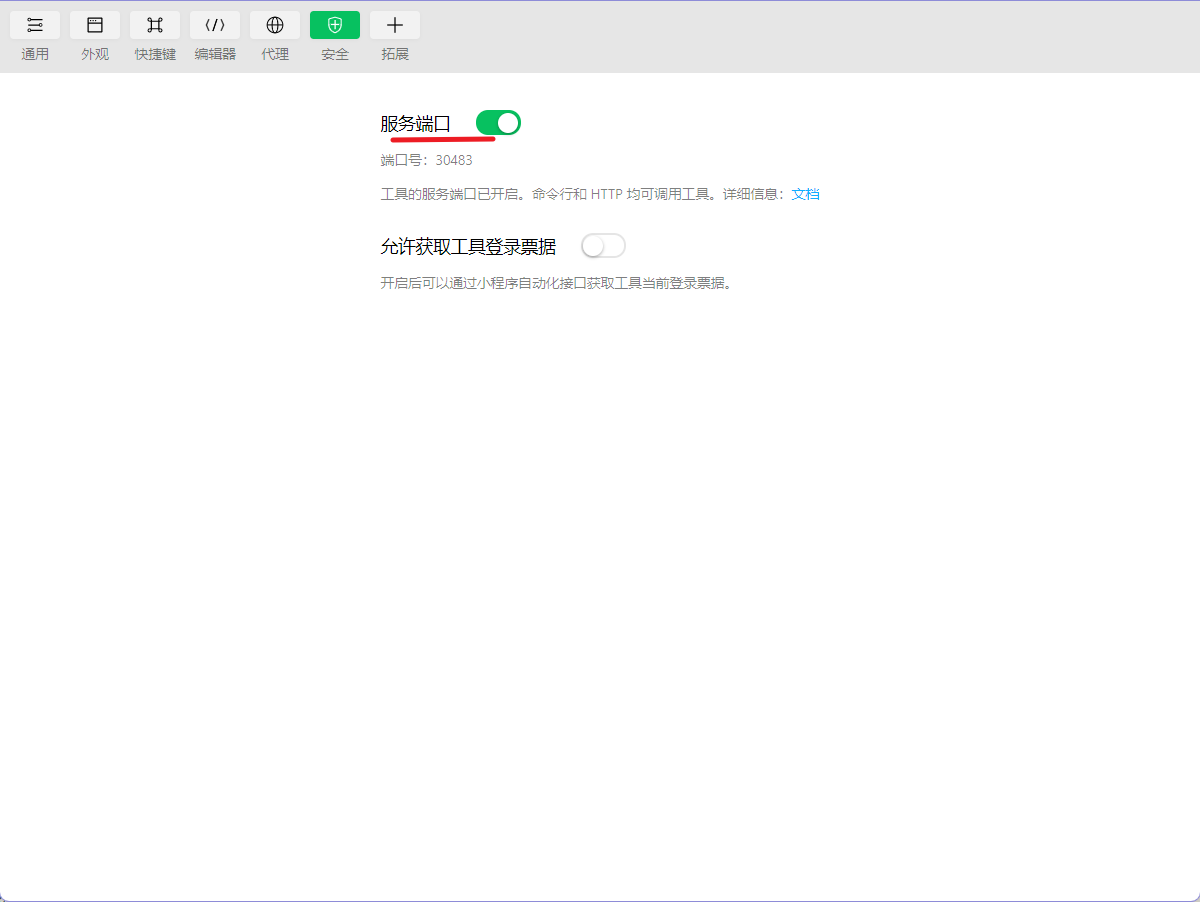 通用 外观 快捷键 编辑器 代理 安全 拓展
服务端口
端口号：30483
工具的服务端口已开启。命令行和 HTTP 均可调用工具。详细信息：文档
允许获取工具登录票据
开启后可以通过小程序自动化接口获取工具当前登录票据。